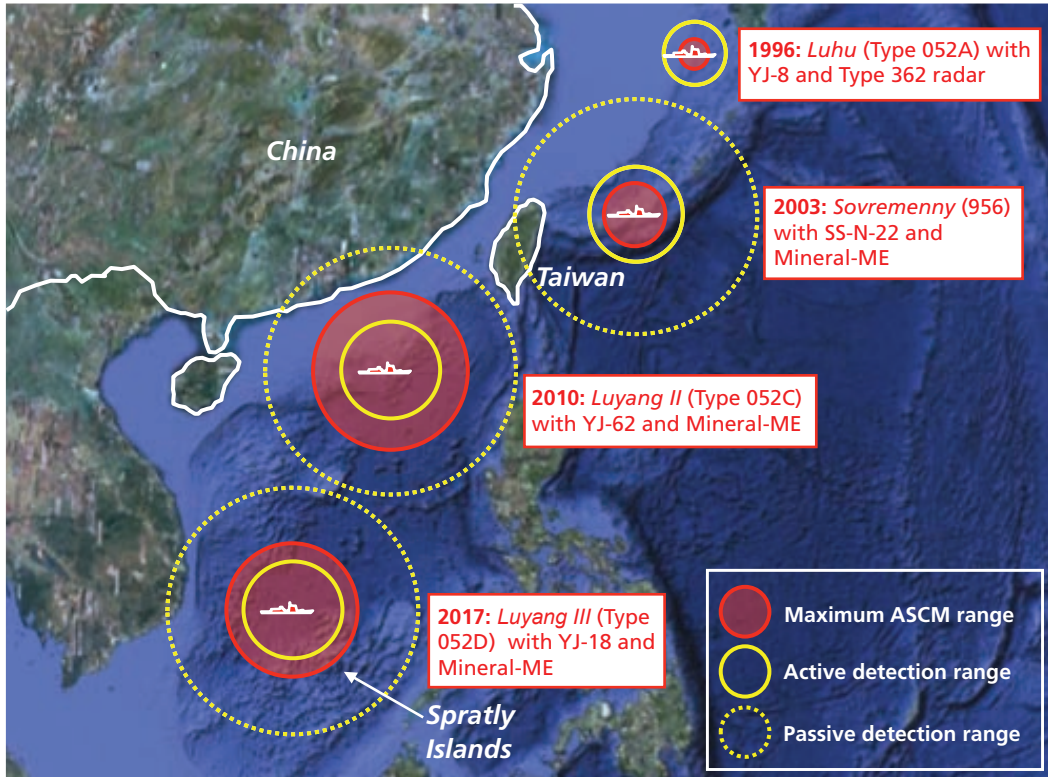 1996: Luhu (Type 052A) with
YJ-8 and Type 362 radar
China
2003: Sovremenny (956)
with SS-N-22 and
Mineral-ME
Taiwan
2010: Luyang II (Type 052C)
with YJ-62 and Mineral-ME
2017: Luyang III (Type
052D) with YJ-18 and
Mineral-ME
Spratly
Islands
Maximum ASCM range
Active detection range
Passive detection range